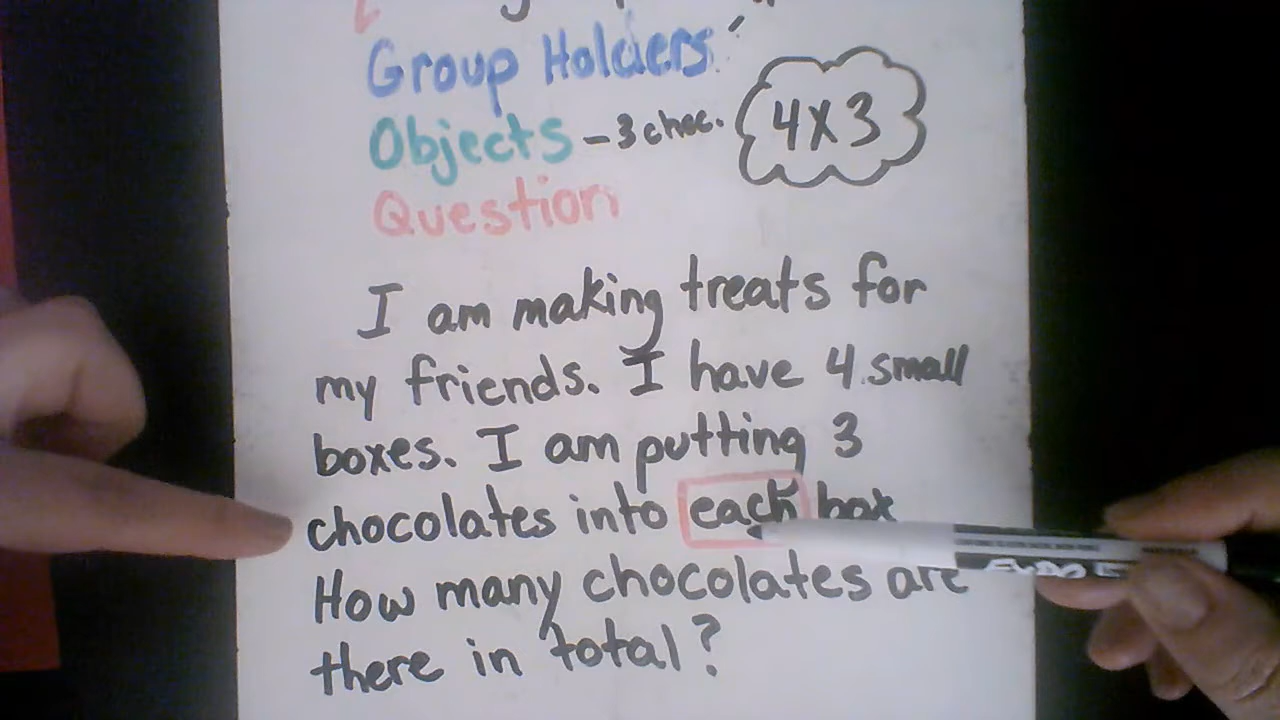 Group Holders
Objects - 3 choc.
4x3
Question
I am making treats for
my friends. I have 4 small
boxes. I am putting 3
chocolates into each box
How many chocolates are
there in total?
EXPO